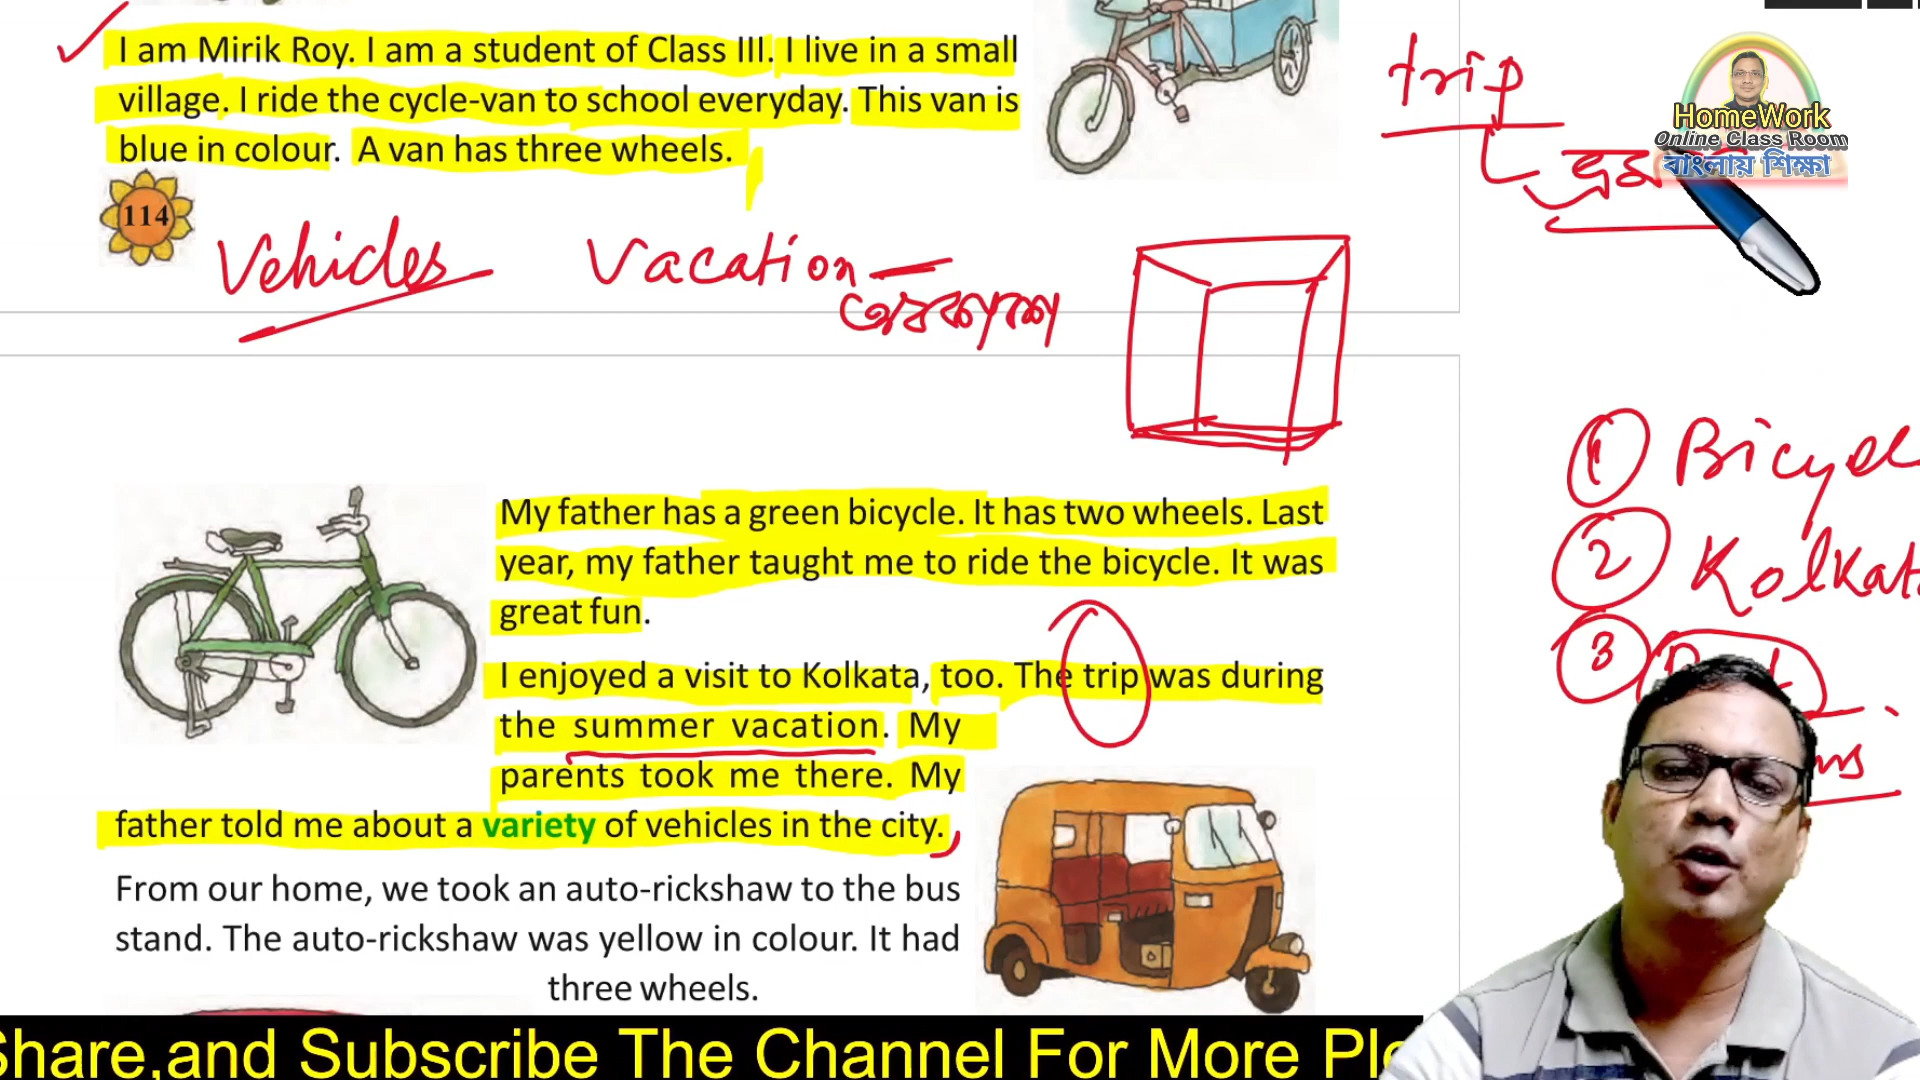 I am Mirik Roy. I am a student of Class III. I live in a small
village. I ride the cycle-van to school everyday. This van is
blue in colour. A van has three wheels.
114
trip
HomeWork
Online Class Room
বাংলায় শিক্ষা
Vehicles
Vacation
My father has a green bicycle. It has two wheels. Last
year, my father taught me to ride the bicycle. It was
great fun.
I enjoyed a visit to Kolkata, too. The trip was during
the summer vacation. My
parents took me there. My
father told me about a variety of vehicles in the city.
From our home, we took an auto-rickshaw to the bus
stand. The auto-rickshaw was yellow in colour. It had
three wheels.
1 Bicycl
2 Kolkat
3
Share,and Subscribe The Channel For More Ple